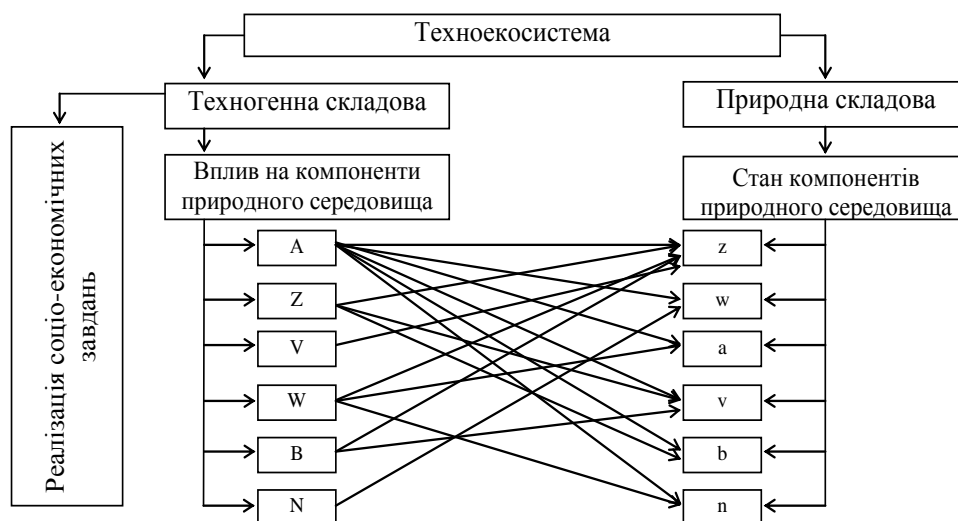 Техноекосистема
Техногенна складова
Природна складова
Реалізація соціо-економічних
завдань
Вплив на компоненти
природного середовища
Стан компонентів
природного середовища
A
z
Z
w
V
a
W
v
B
b
N
n